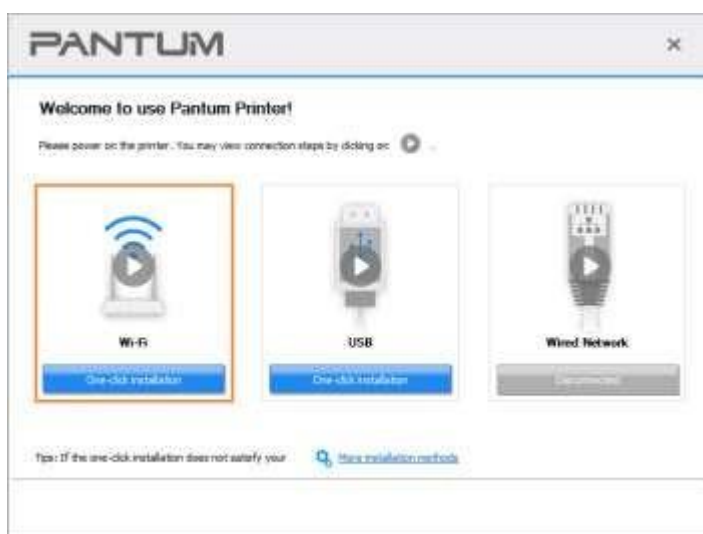 PANTUM
Welcome to use Pantum Printer!
Please power on the printer. You may view connection steps by clicking on .
Wi-Fi
USB
Wired Network
One-click installation
One-click installation
Disconnected
Tips: If the one-click installation does not satisfy your
More installation methods